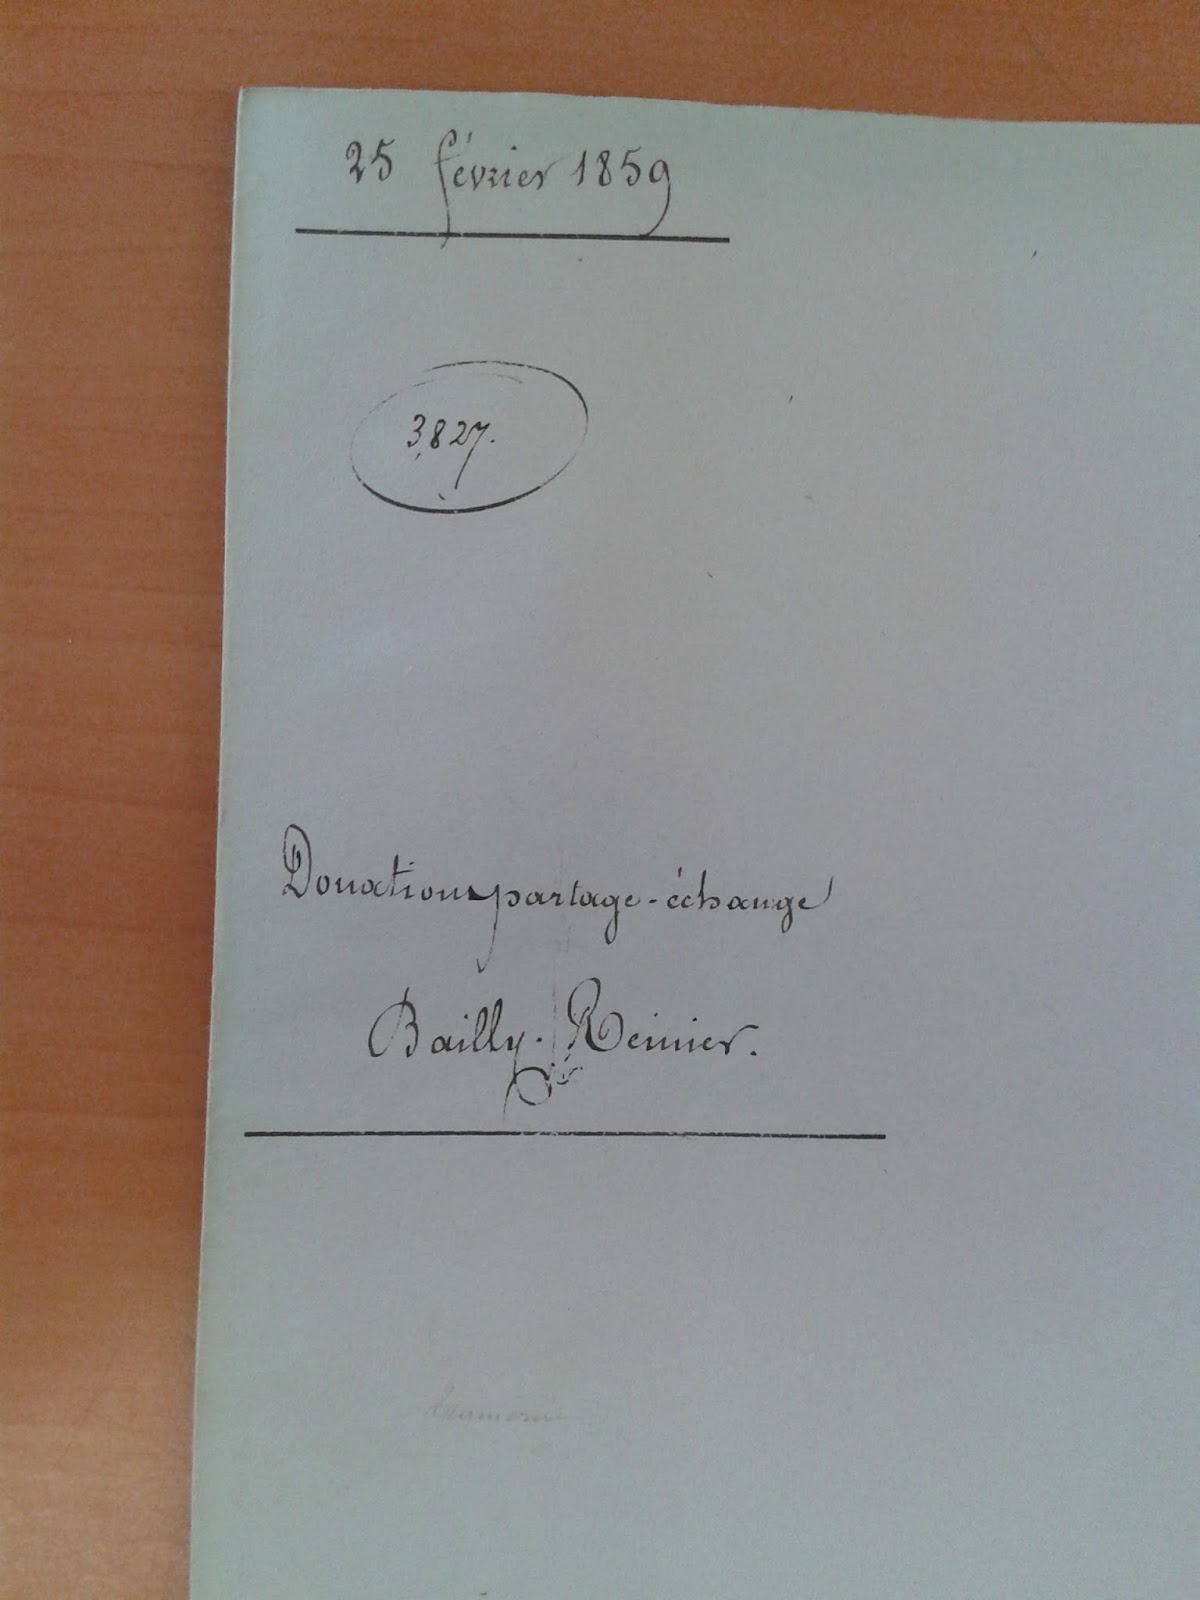 25 février 1859
3,827.
Donation-partage-échange
Bailly-Reinier.